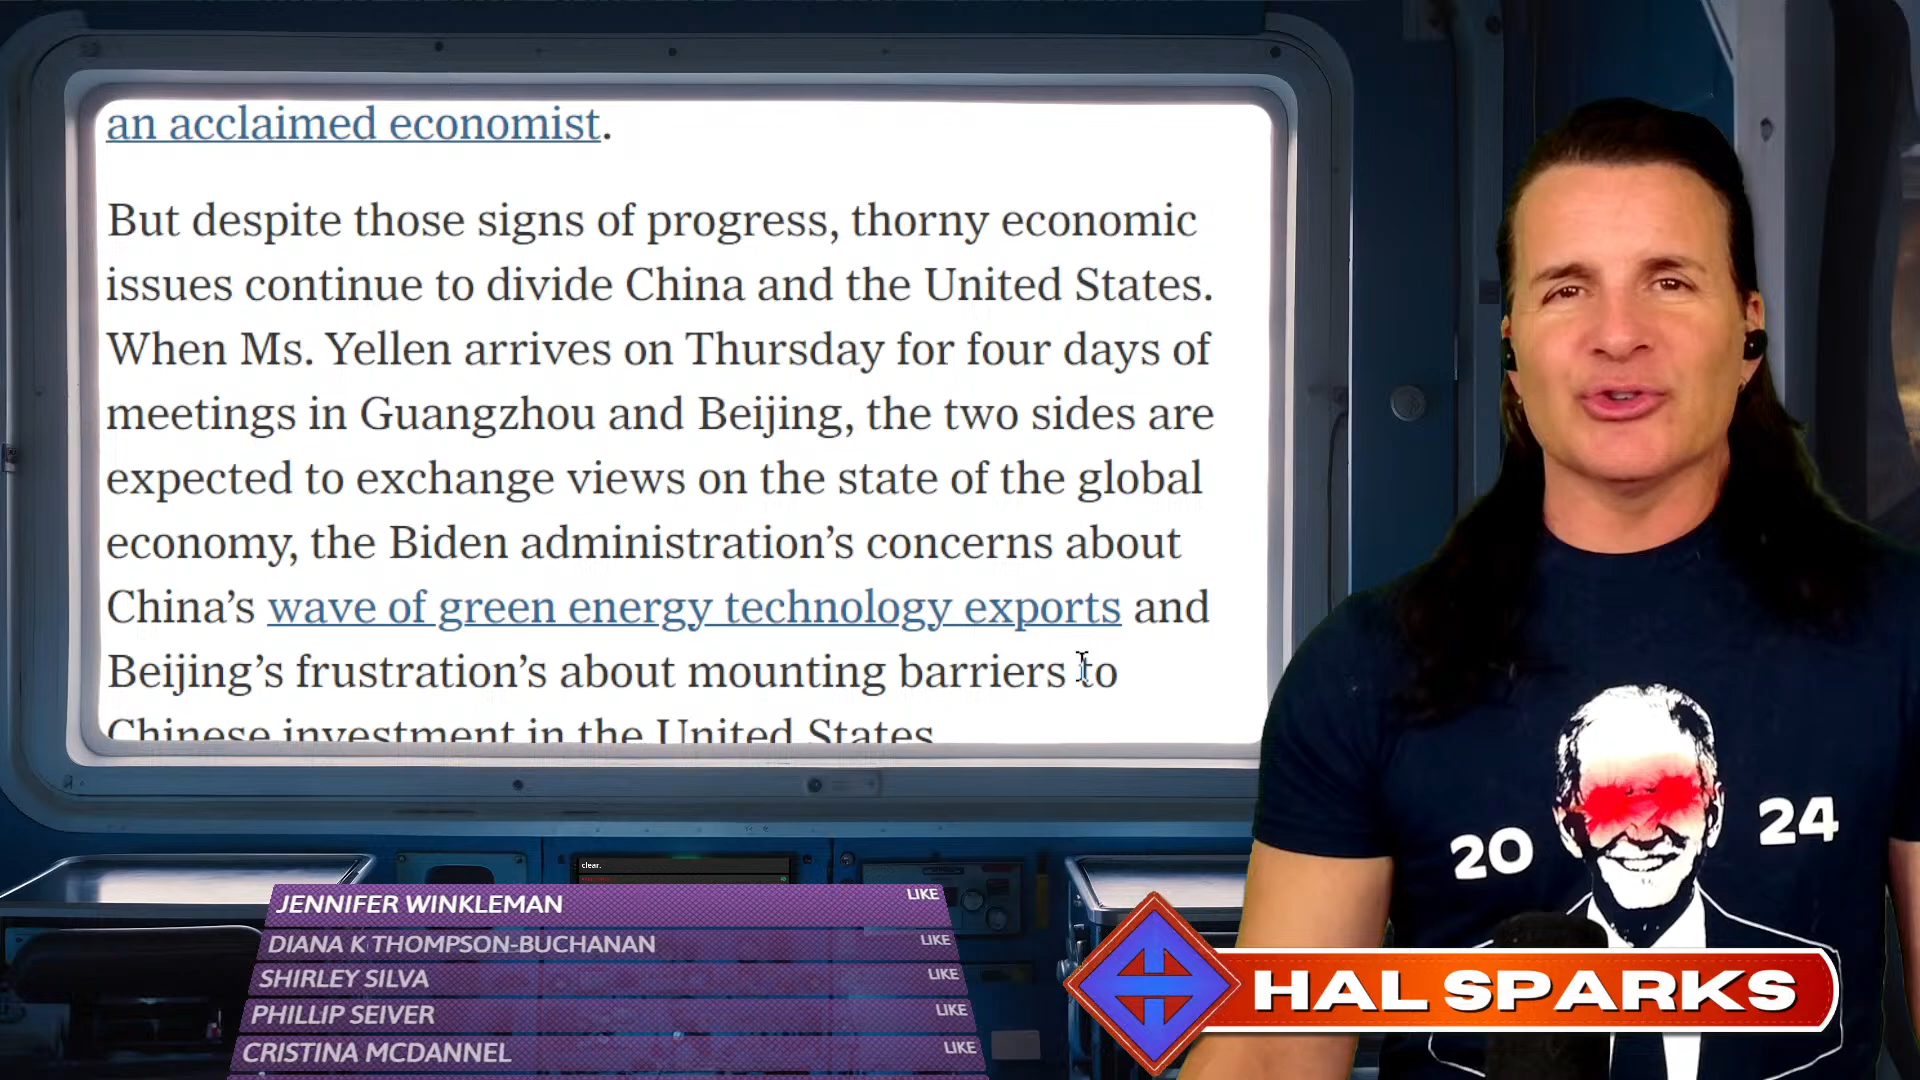 an acclaimed economist.
But despite those signs of progress, thorny economic
issues continue to divide China and the United States.
When Ms. Yellen arrives on Thursday for four days of
meetings in Guangzhou and Beijing, the two sides are
expected to exchange views on the state of the global
economy, the Biden administration’s concerns about
China’s wave of green energy technology exports and
Beijing’s frustration’s about mounting barriers to
Chinese investment in the United States.
clear.
JENNIFER WINKLEMAN LIKE
DIANA K THOMPSON-BUCHANAN LIKE
SHIRLEY SILVA LIKE
PHILLIP SEIVER LIKE
CRISTINA MCDANNEL LIKE
20 24
HAL SPARKS